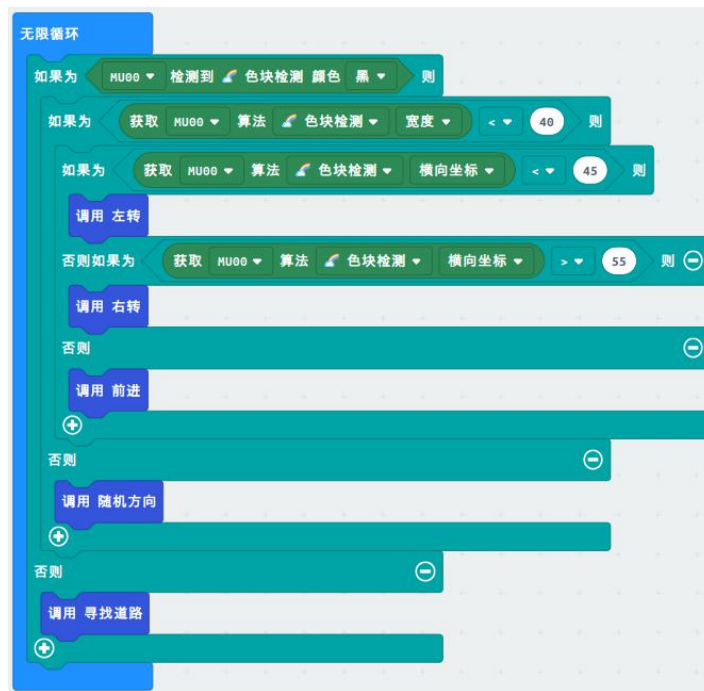 无限循环
如果为 MU00 检测到 色块检测 颜色 黑 则
如果为 获取 MU00 算法 色块检测 宽度 < 40 则
如果为 获取 MU00 算法 色块检测 横向坐标 < 45 则
调用 左转
否则如果为 获取 MU00 算法 色块检测 横向坐标 > 55 则
调用 右转
否则
调用 前进
否则
调用 随机方向
否则
调用 寻找道路